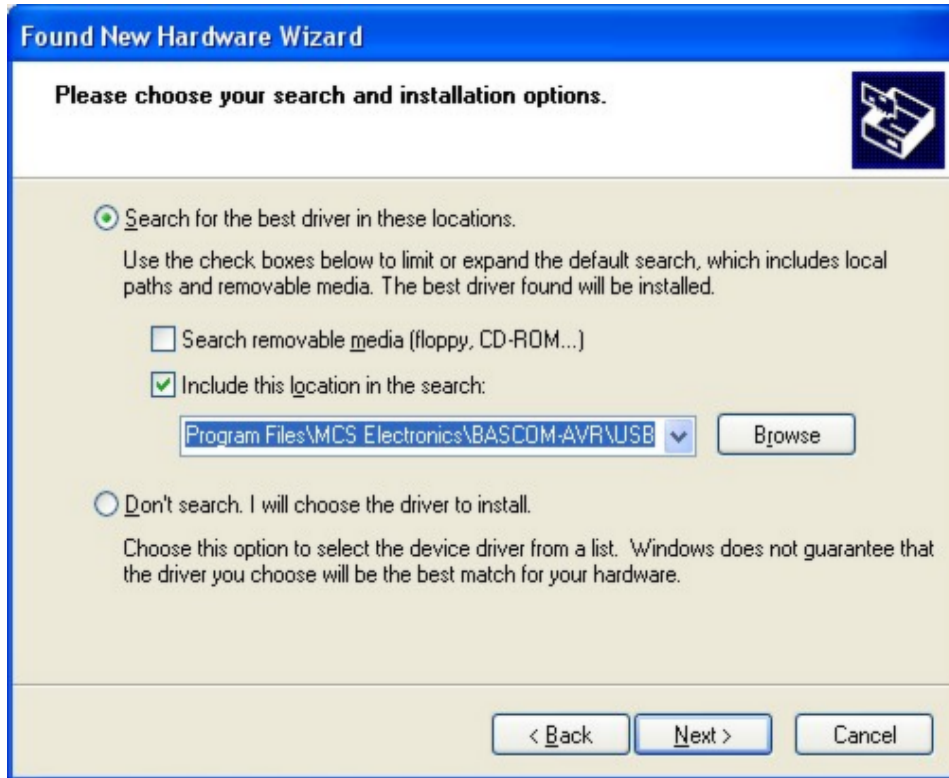 Found New Hardware Wizard
Please choose your search and installation options.
Search for the best driver in these locations.
Use the check boxes below to limit or expand the default search, which includes local
paths and removable media. The best driver found will be installed.
Search removable media (floppy, CD-ROM...)
Include this location in the search:
Program Files\MCS Electronics\BASCOM-AVR\USB
Browse
Don't search. I will choose the driver to install.
Choose this option to select the device driver from a list. Windows does not guarantee that
the driver you choose will be the best match for your hardware.
< Back Next > Cancel